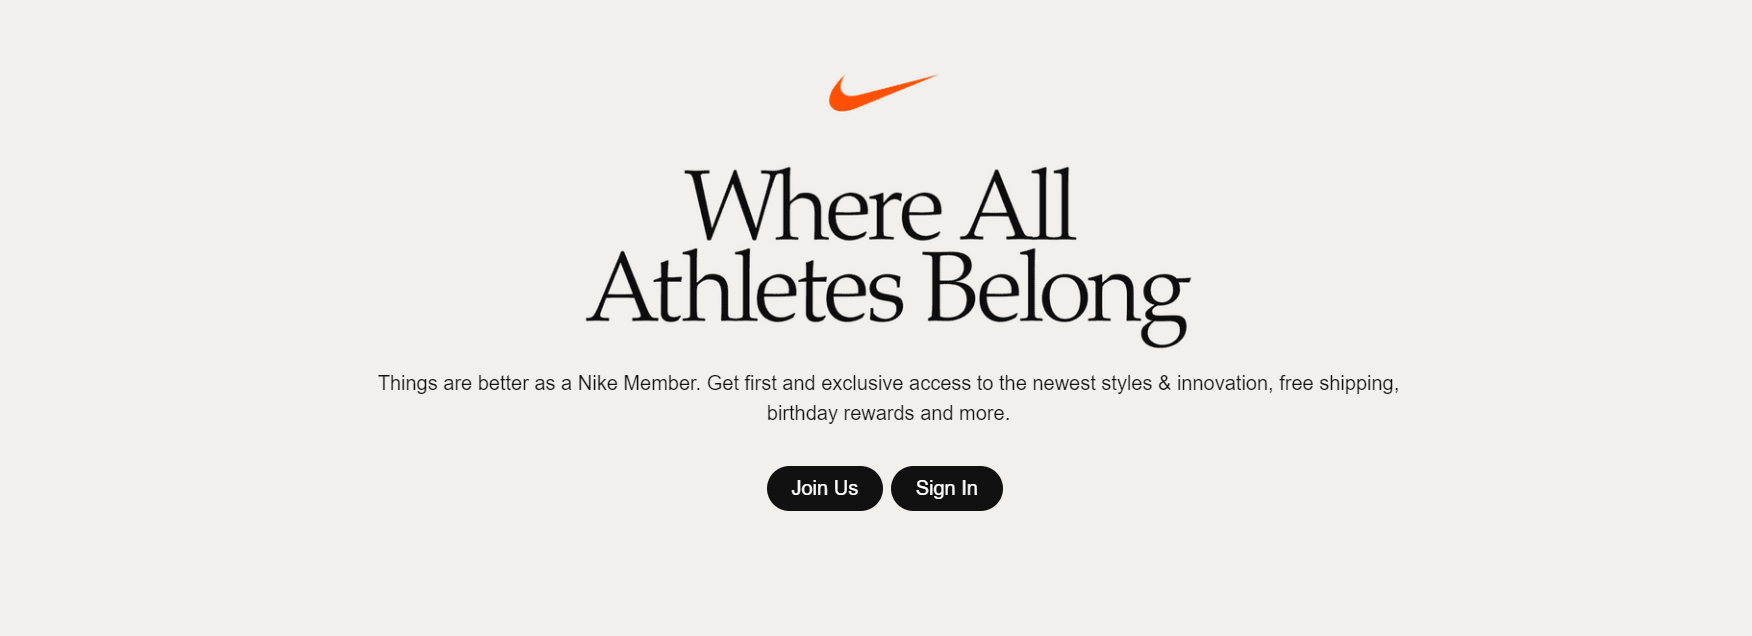 Where All
Athletes Belong
Things are better as a Nike Member. Get first and exclusive access to the newest styles & innovation, free shipping,
birthday rewards and more.
Join Us
Sign In